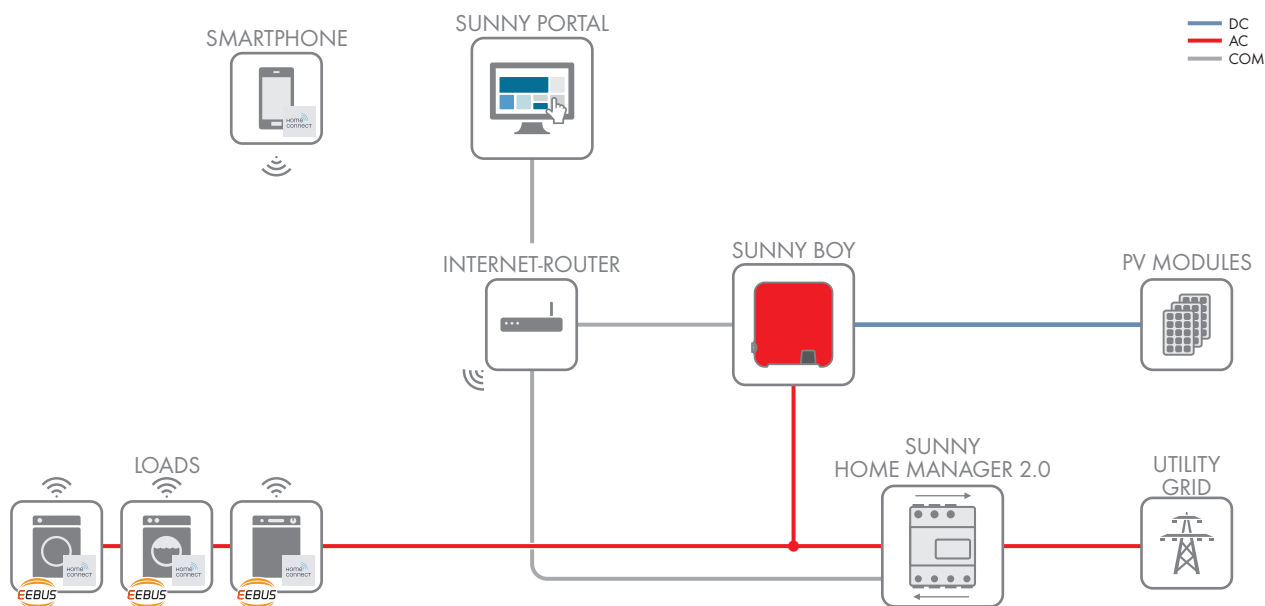 SUNNY PORTAL
DC
AC
COM
SMARTPHONE
HOME
CONNECT
SUNNY BOY
PV MODULES
INTERNET-ROUTER
SUNNY
HOME MANAGER 2.0
UTILITY
GRID
LOADS
HOME
CONNECT
HOME
CONNECT
HOME
CONNECT
EEBUS
EEBUS
EEBUS